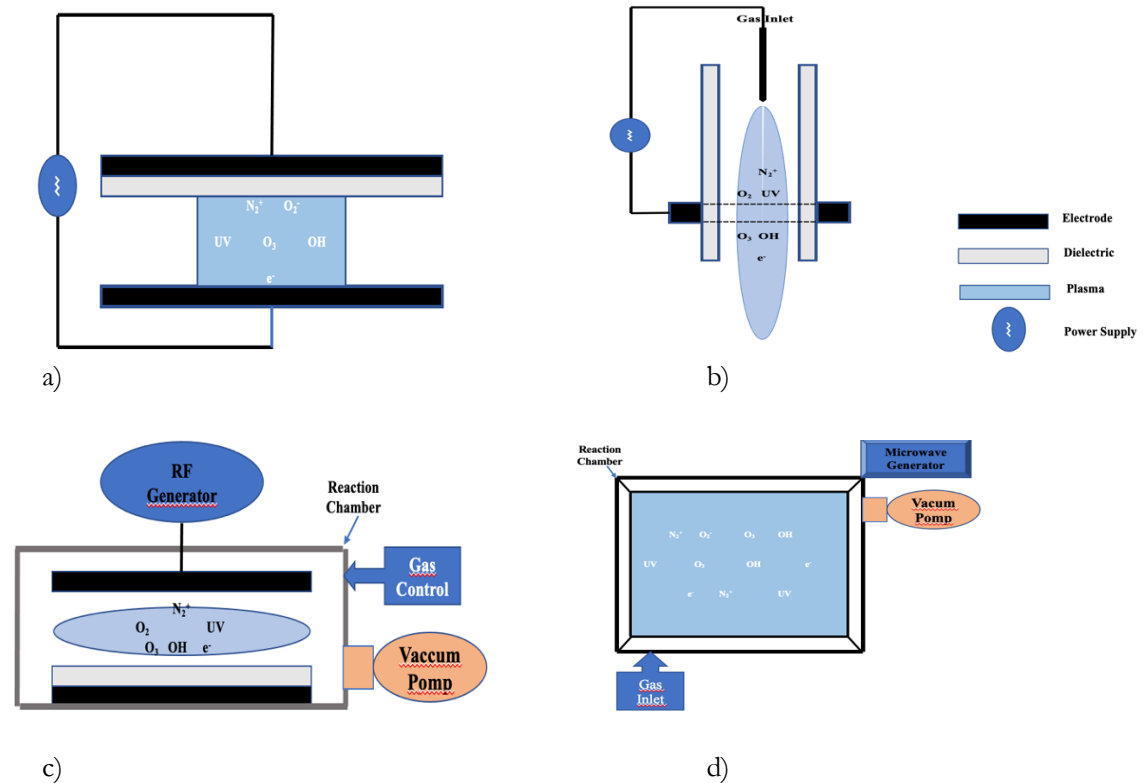 N₂⁺ O₂⁻
UV O₃ OH
e⁻
a)
Gas Inlet
N₂⁺
O₂ UV
O₃ OH
e⁻
b)
Electrode
Dielectric
Plasma
Power Supply
RF
Generator
Reaction
Chamber
Gas
Control
N₂⁺
O₂ UV
O₃ OH e⁻
Vaccum
Pomp
c)
Reaction
Chamber
Microwave
Generator
Vacum
Pomp
N₂⁺ O₂⁻ O₃ OH
UV O₃ OH e⁻
e⁻ N₂⁺ UV
Gas
Inlet
d)